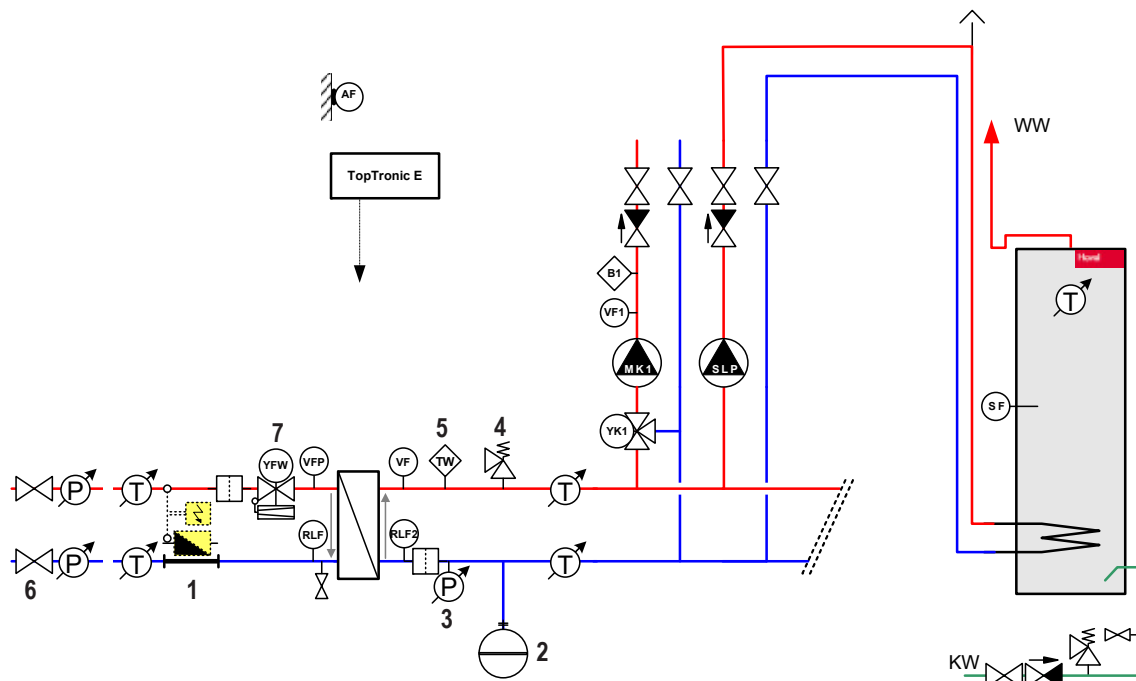 AF
WW
TopTronic E
Hoval
B1
VF1
T
MK1
SLP
SF
YK1
7
5
4
YFW
VFP
VF
TW
P
T
T
RLF
RLF2
P
T
T
6
1
P
3
2
KW